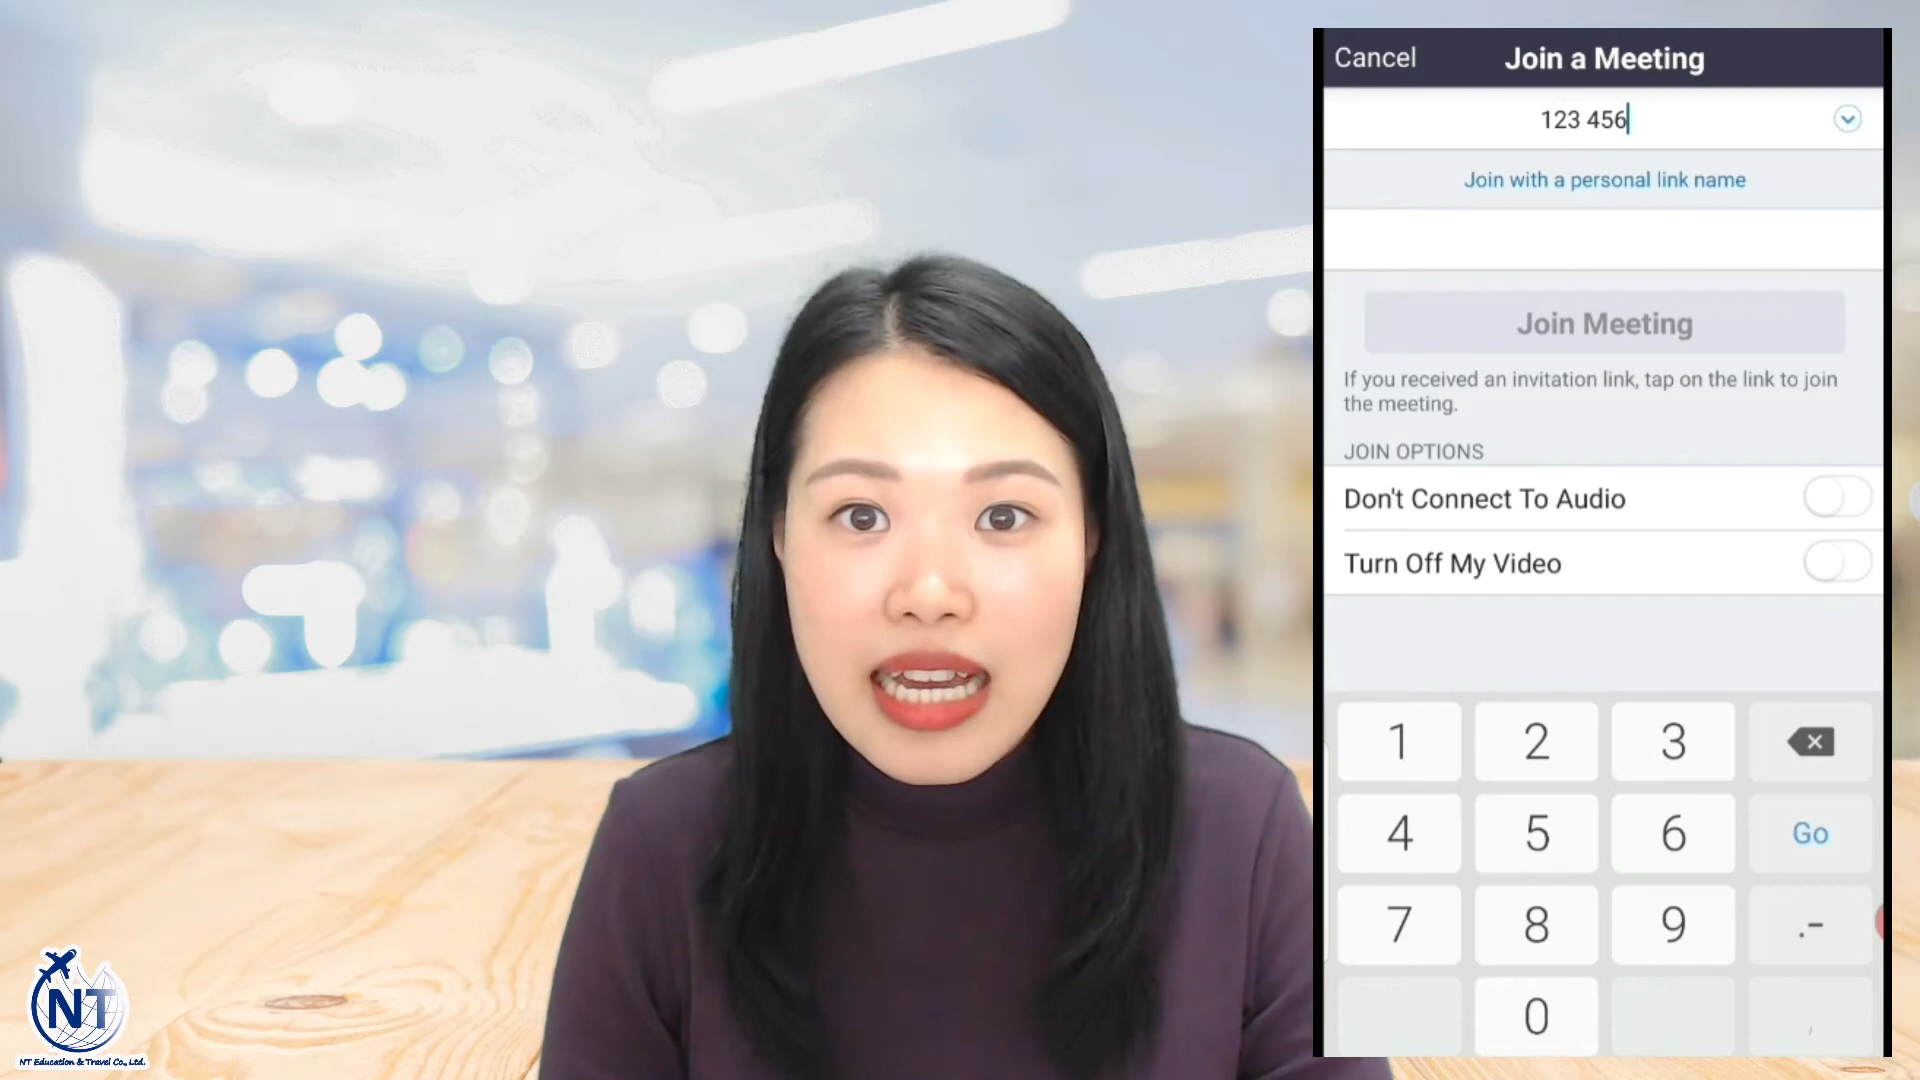 Cancel
Join a Meeting
123 456
Join with a personal link name
Join Meeting
If you received an invitation link, tap on the link to join
the meeting.
JOIN OPTIONS
Don't Connect To Audio
Turn Off My Video
1 2 3
4 5 6 Go
7 8 9 .-
0 ,
NT
NT Education & Travel Co., Ltd.